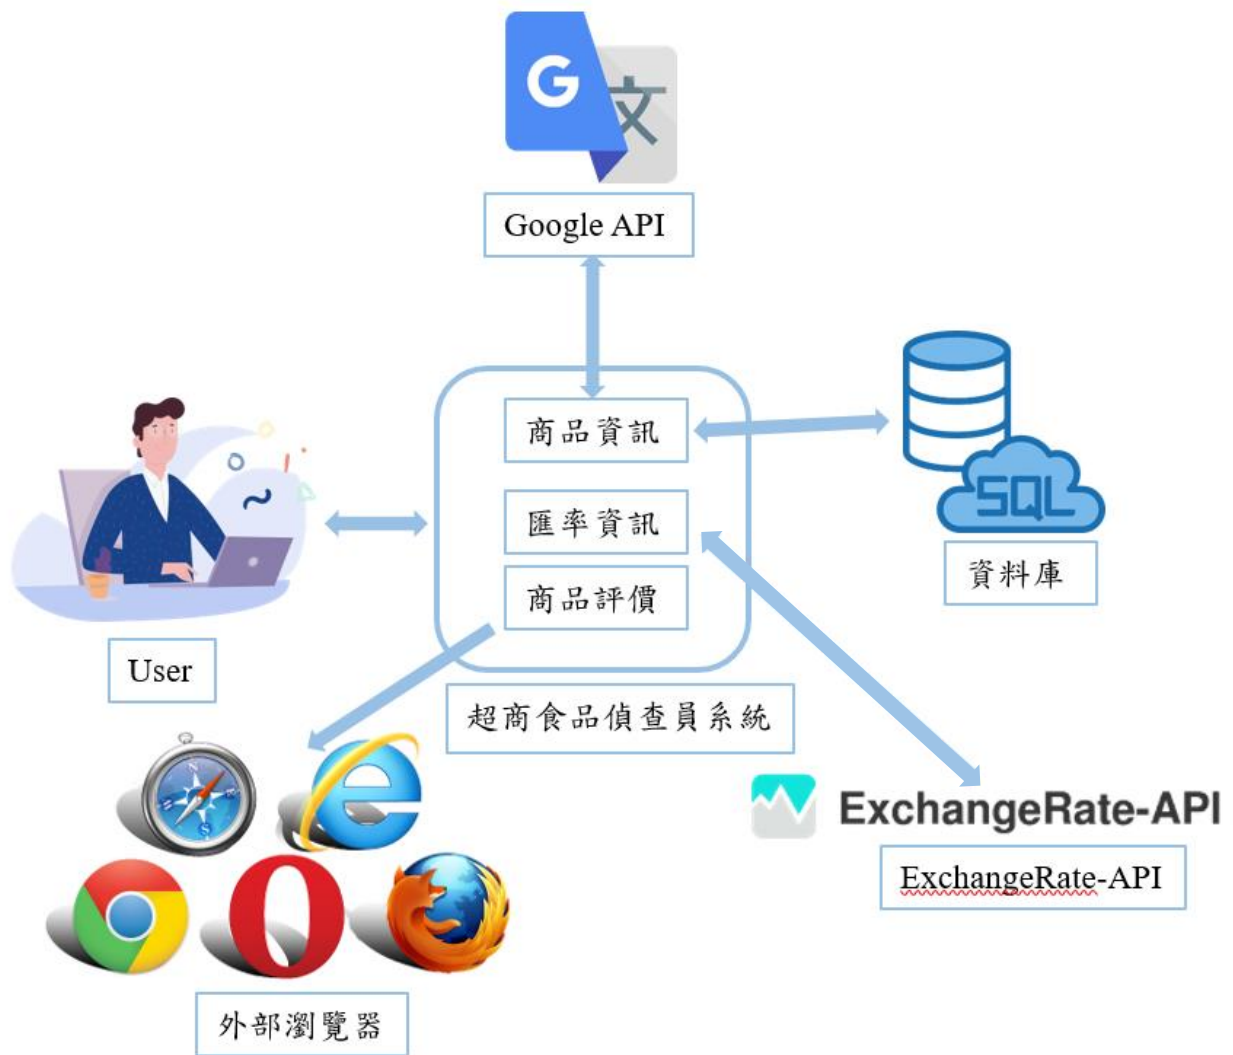 G 文
Google API
商品資訊
匯率資訊
商品評價
SQL
資料庫
User
超商食品偵查員系統
ExchangeRate-API
ExchangeRate-API
N
E
S
W
外部瀏覽器